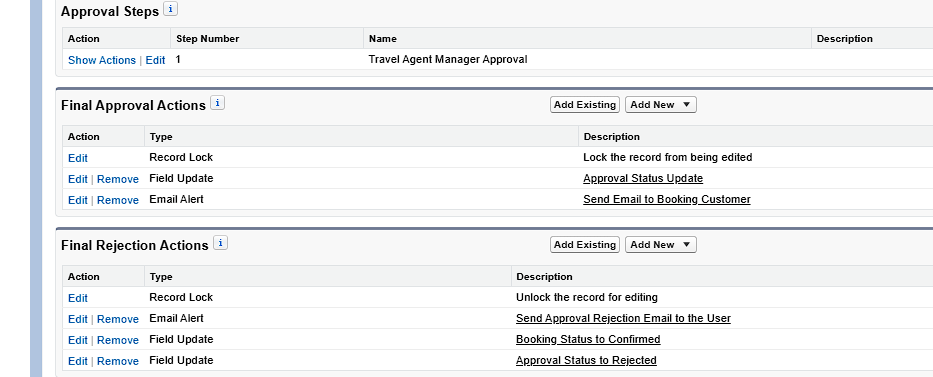 Approval Steps i
Action Step Number Name Description
Show Actions | Edit 1 Travel Agent Manager Approval
Final Approval Actions i Add Existing Add New ▼
Action Type Description
Edit Record Lock Lock the record from being edited
Edit | Remove Field Update Approval Status Update
Edit | Remove Email Alert Send Email to Booking Customer
Final Rejection Actions i Add Existing Add New ▼
Action Type Description
Edit Record Lock Unlock the record for editing
Edit | Remove Email Alert Send Approval Rejection Email to the User
Edit | Remove Field Update Booking Status to Confirmed
Edit | Remove Field Update Approval Status to Rejected